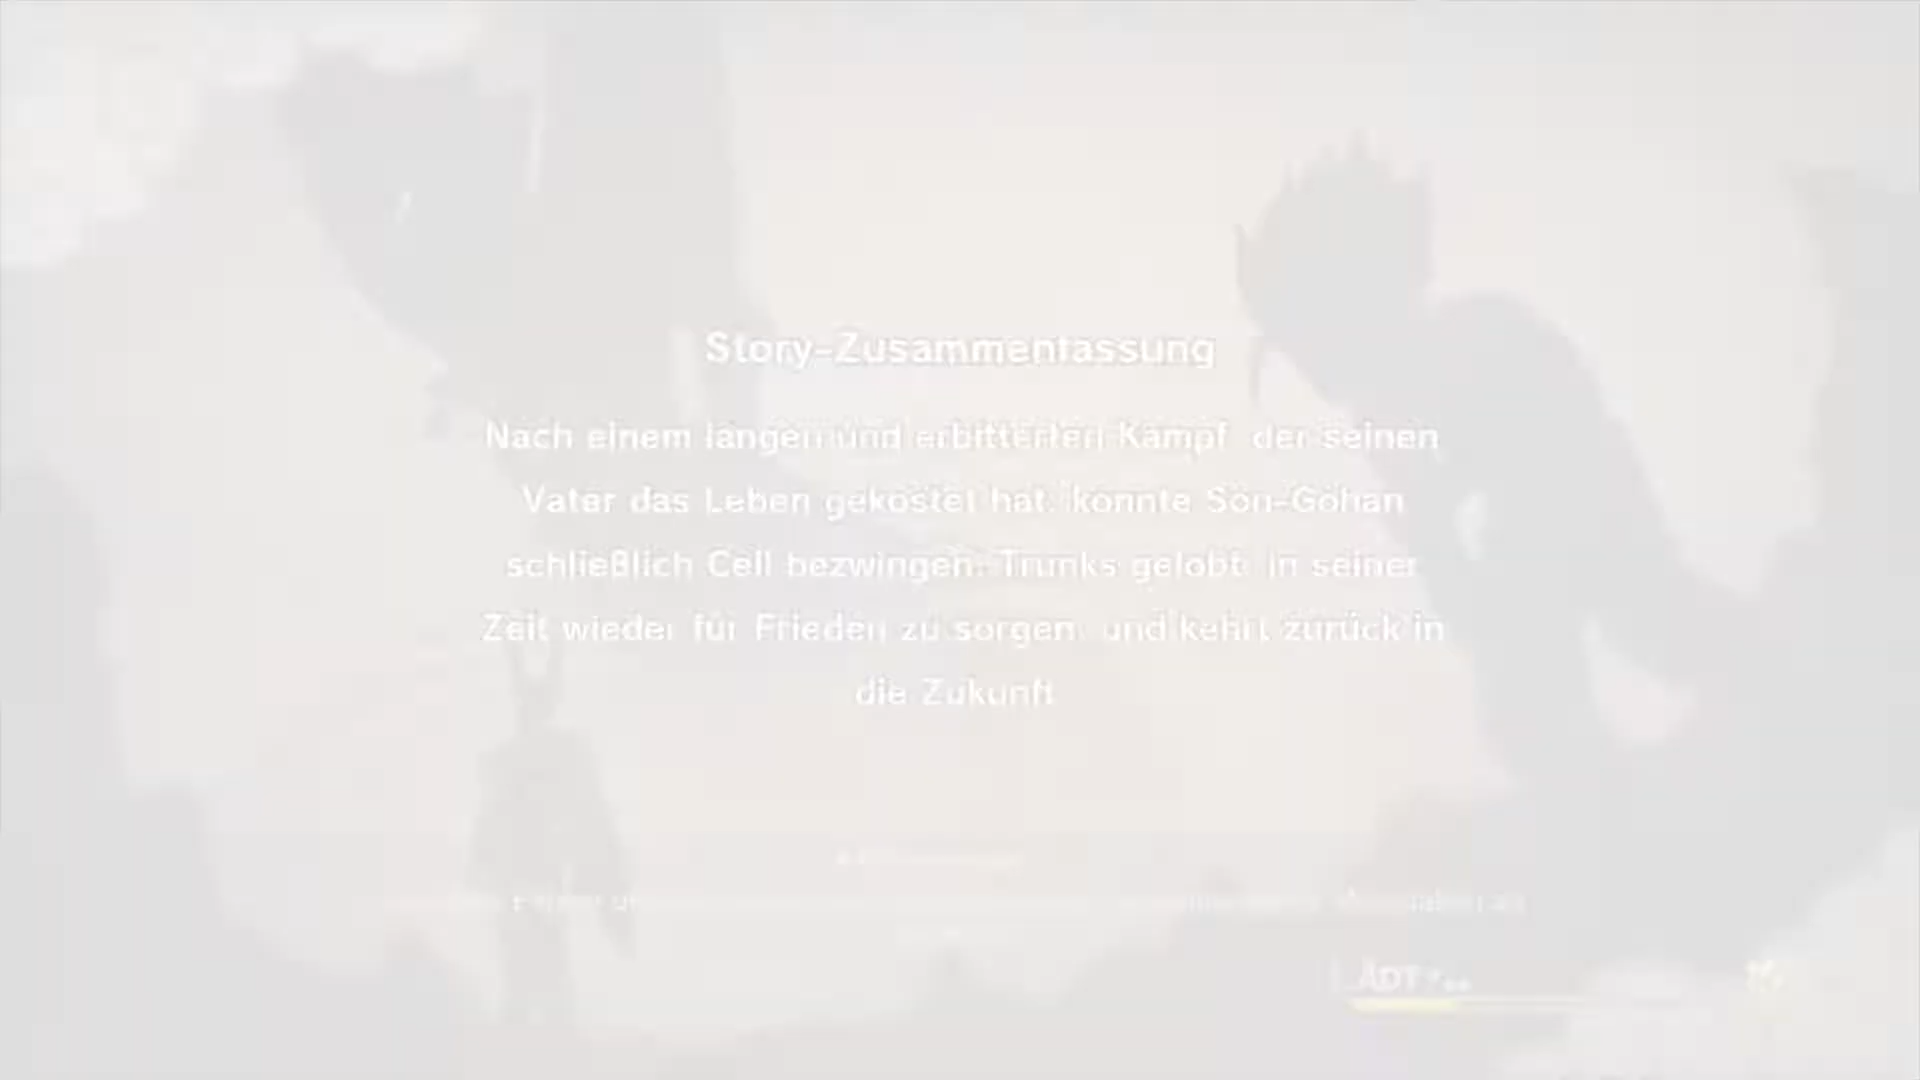 Story-Zusammenfassung
Nach einem langen und erbitterten Kampf, der seinen
Vater das Leben gekostet hat, konnte Son-Gohan
schließlich Cell bezwingen. Trunks gelobt, in seiner
Zeit wieder für Frieden zu sorgen, und kehrt zurück in
die Zukunft
LÄDT...